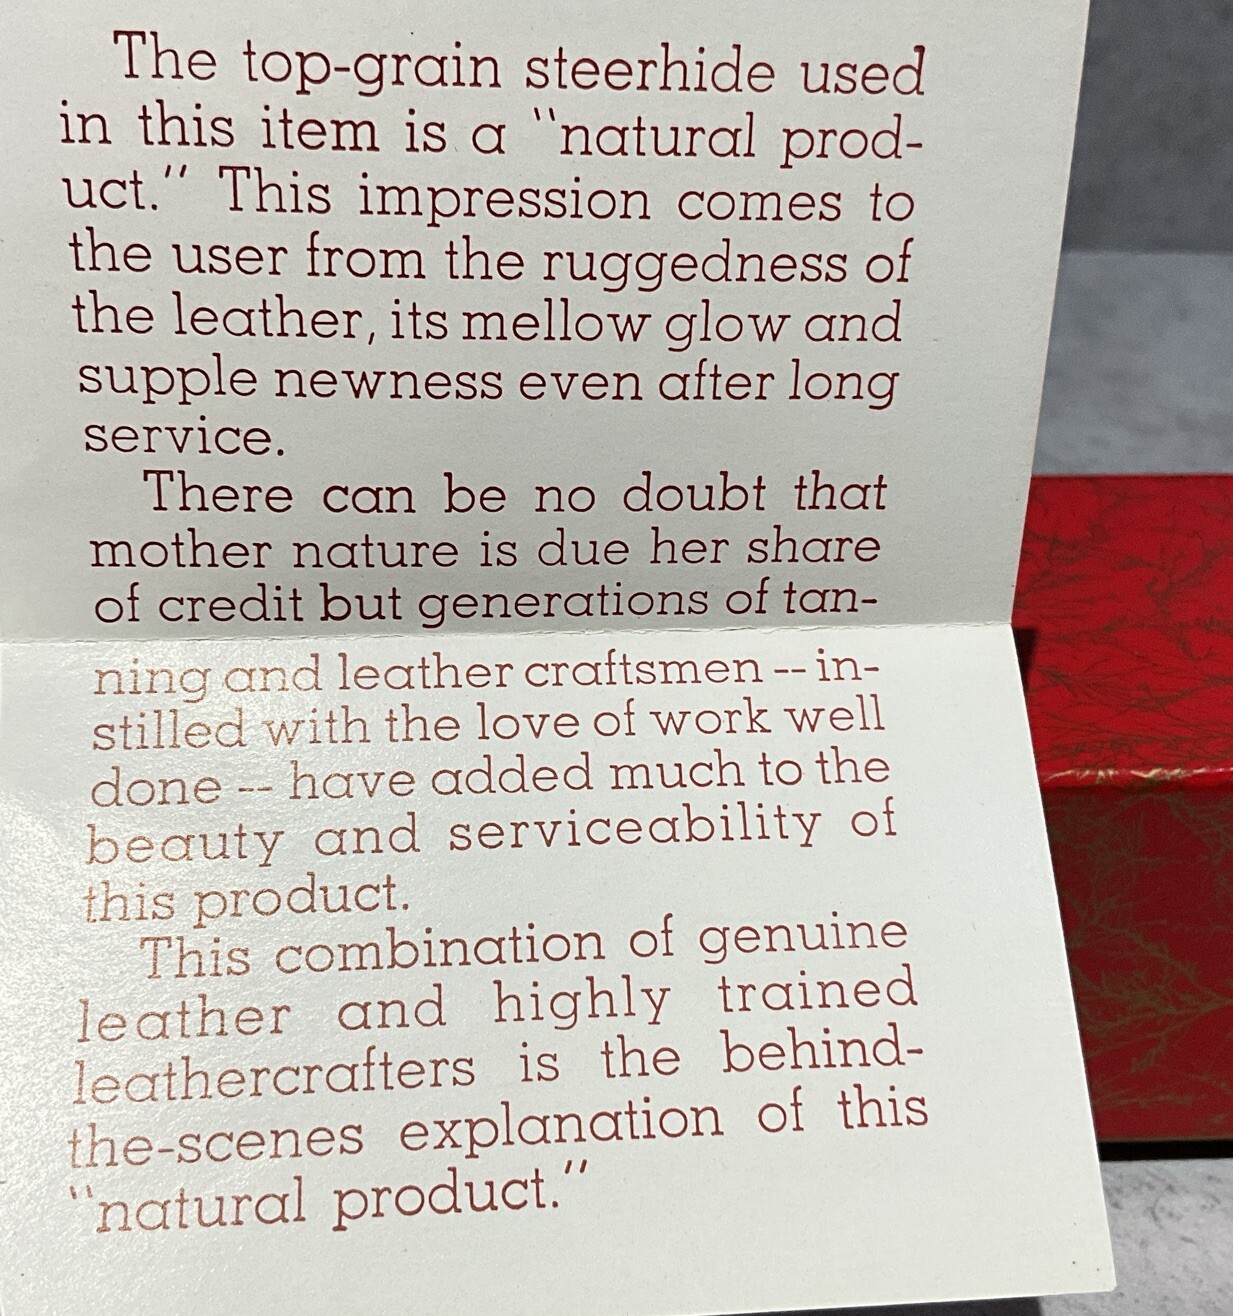 The top-grain steerhide used
in this item is a "natural prod-
uct." This impression comes to
the user from the ruggedness of
the leather, its mellow glow and
supple newness even after long
service.
There can be no doubt that
mother nature is due her share
of credit but generations of tan-
ning and leather craftsmen -- in-
stilled with the love of work well
done -- have added much to the
beauty and serviceability of
this product.
This combination of genuine
leather and highly trained
leathercrafters is the behind-
the-scenes explanation of this
"natural product."